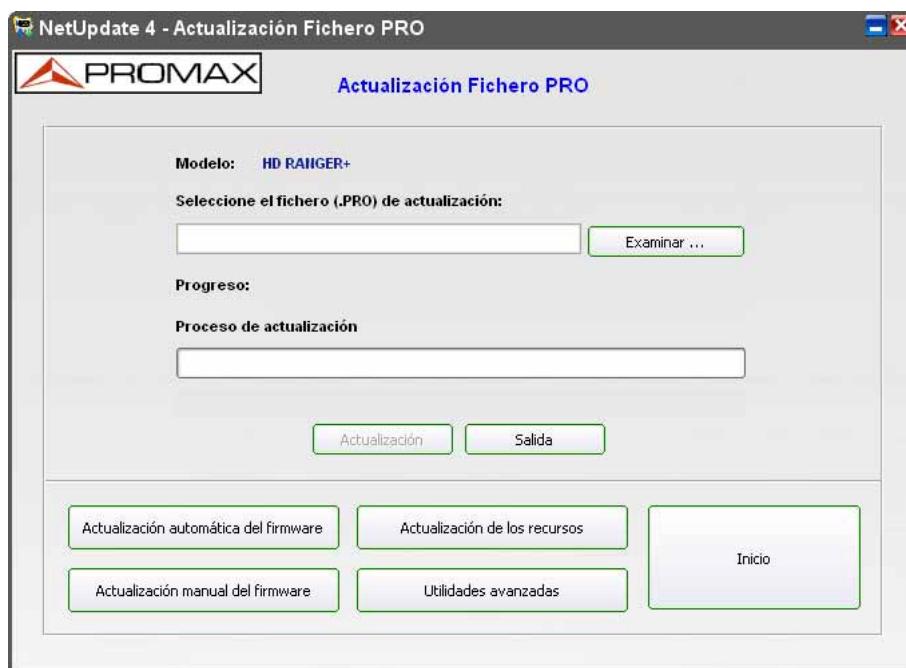 NetUpdate 4 - Actualización Fichero PRO
PROMAX
Actualización Fichero PRO
Modelo: HD RANGER+
Seleccione el fichero (.PRO) de actualización:
Examinar ...
Progreso:
Proceso de actualización
Actualización
Salida
Actualización automática del firmware
Actualización de los recursos
Inicio
Actualización manual del firmware
Utilidades avanzadas